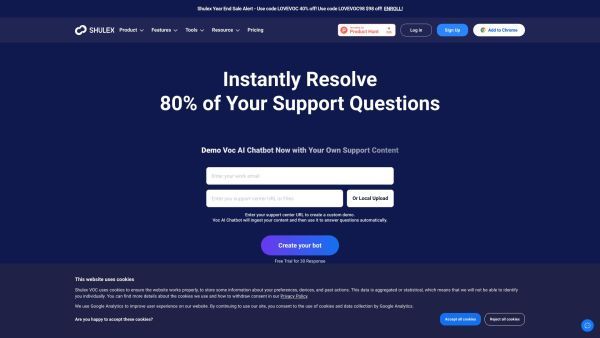 Shulex Year End Sale Alert - Use code LOVEVOC 40% off! Use code LOVEVOC98 $98 off! ENROLL!
SHULEX Product Features Tools Resource Pricing Product Hunt Log in Sign Up Add to Chrome
Instantly Resolve
80% of Your Support Questions
Demo Voc AI Chatbot Now with Your Own Support Content
Enter your work email
Enter you support center URL or Files Or Local Upload
Enter your support center URL to create a custom demo.
Voc AI Chatbot will ingest your content and then use it to answer questions automatically.
Create your bot
Free Trial for 30 Response
This website uses cookies
Shulex VOC uses cookies to ensure the website works properly, to store some information about your preferences, devices, and past actions. This data is aggregated or statistical, which means that we will not be able to identify
you individually. You can find more details about the cookies we use and how to withdraw consent in our Privacy Policy.
We use Google Analytics to improve user experience on our website. By continuing to use our site, you consent to the use of cookies and data collection by Google Analytics.
Are you happy to accept these cookies? Accept all cookies Reject all cookies